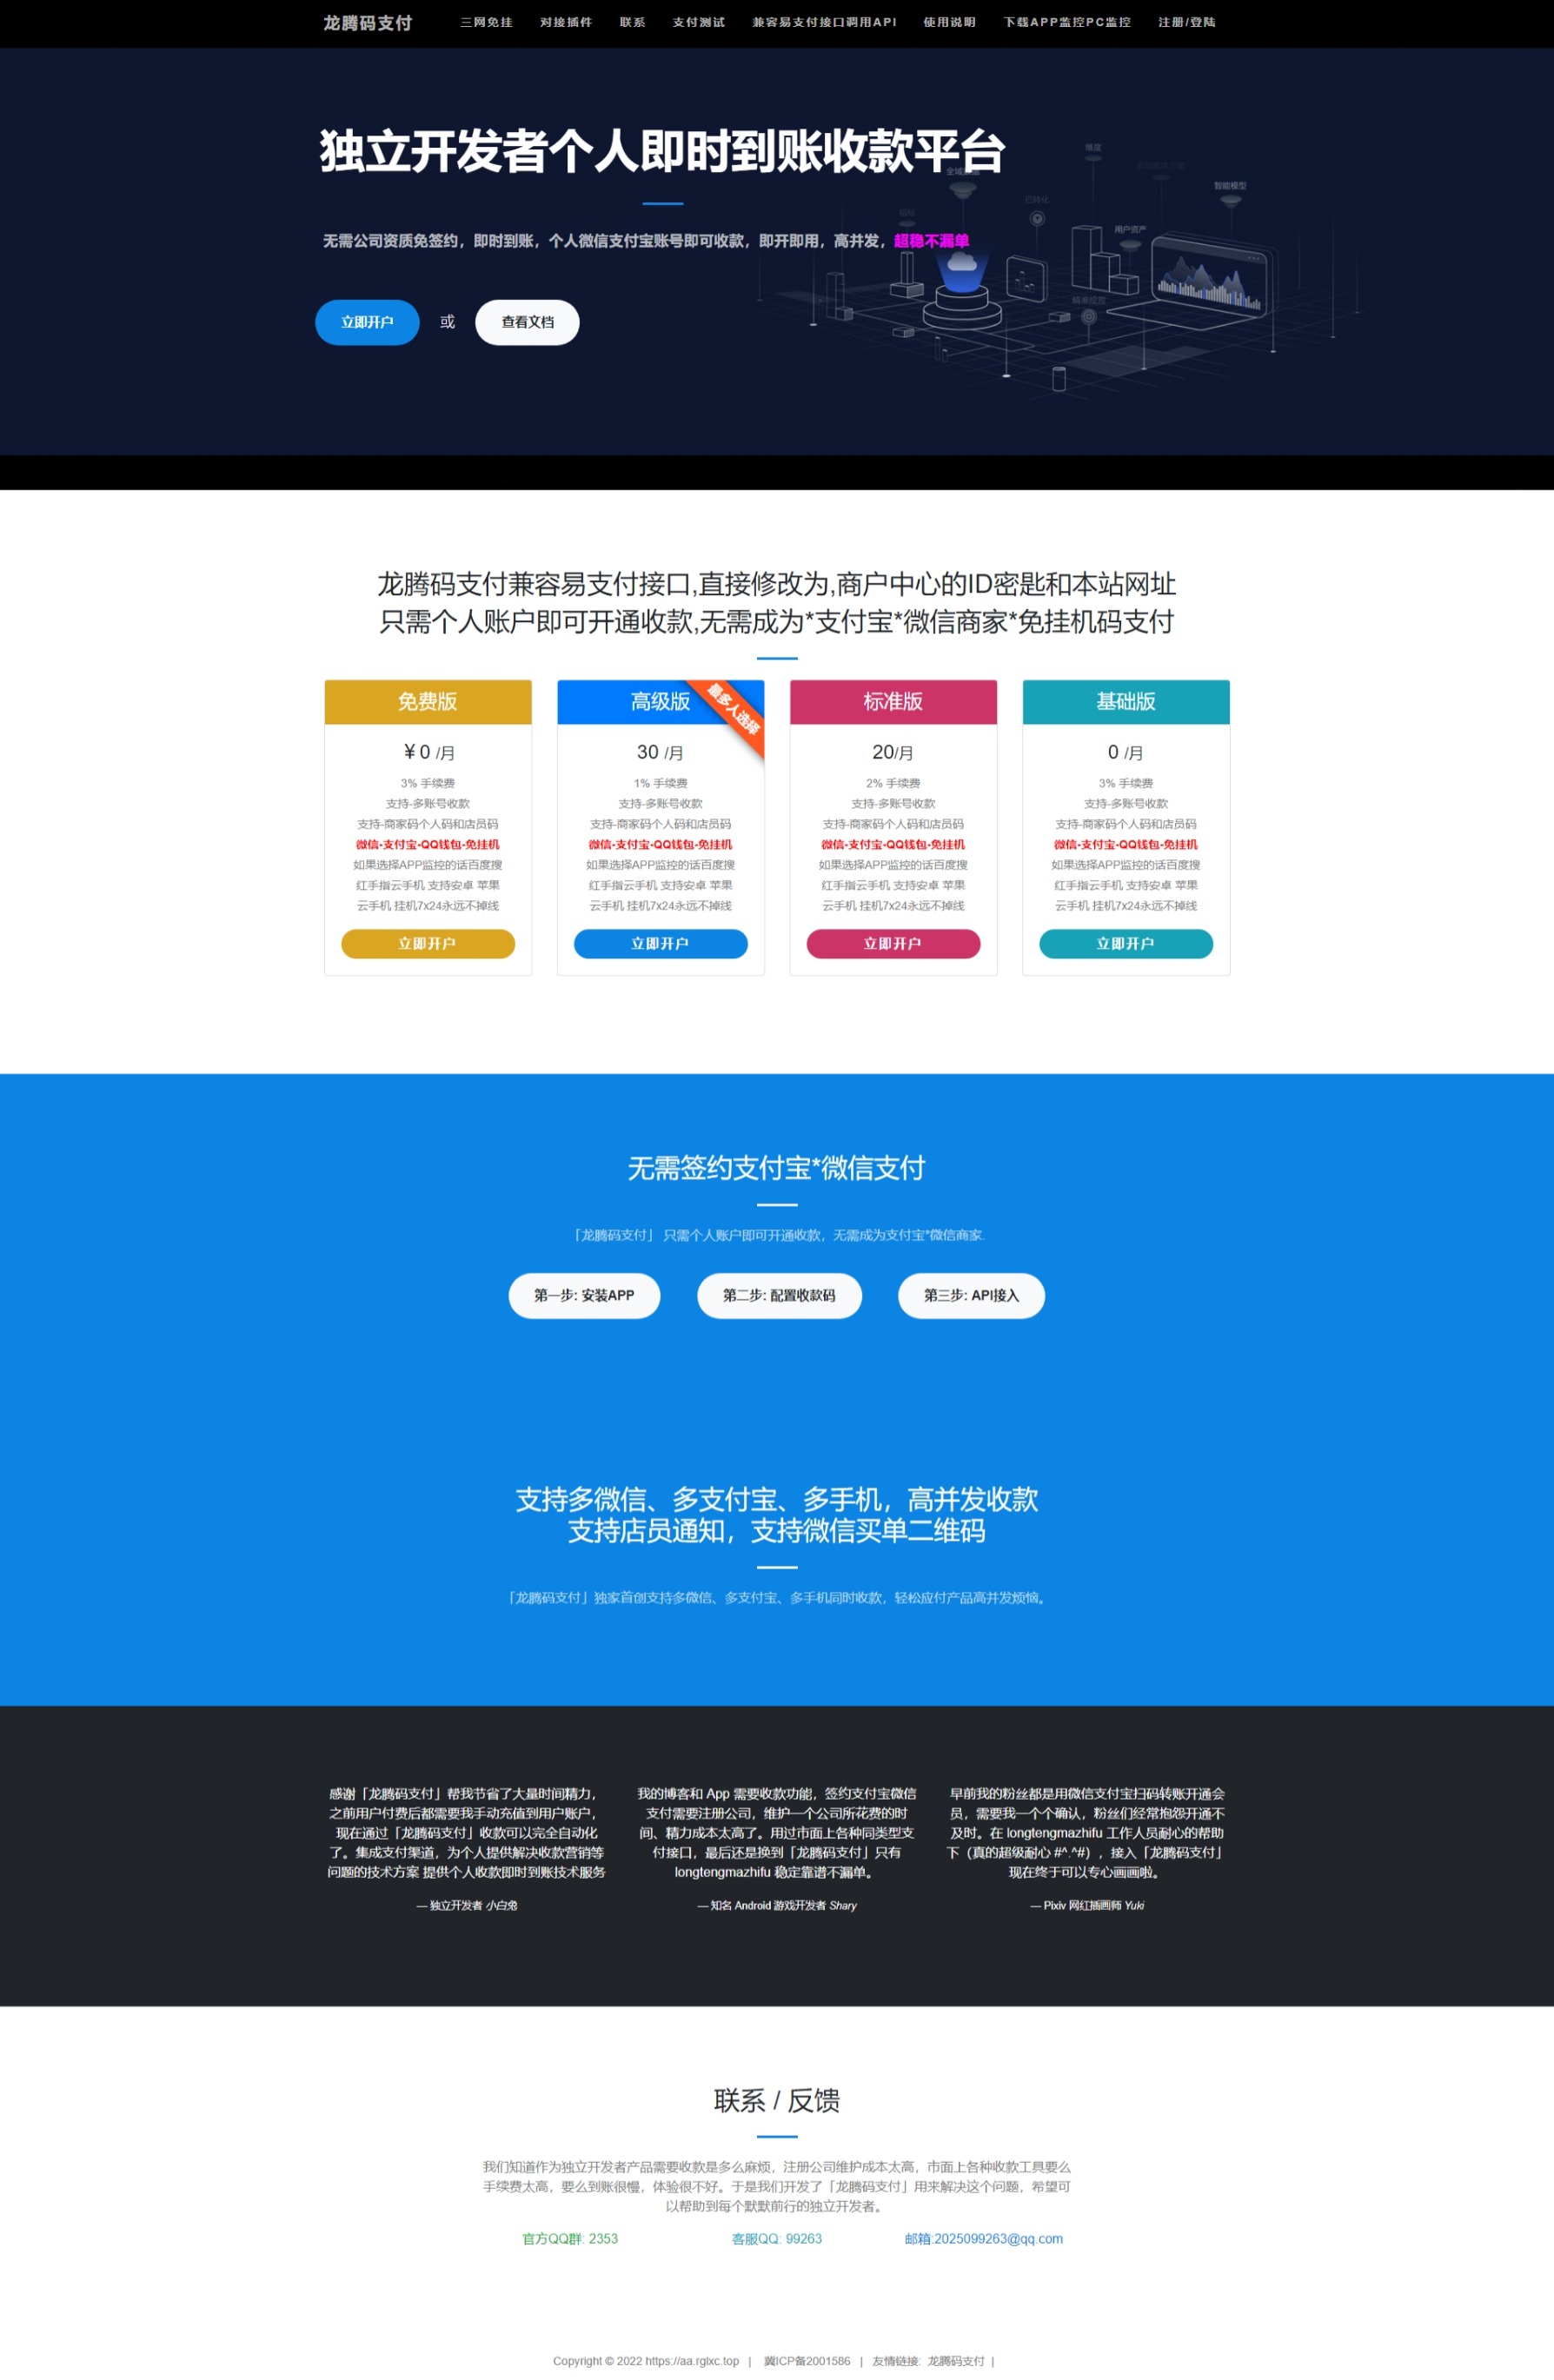 龙腾码支付
三网免挂 对接插件 联系 支付测试 兼容易支付接口调用API 使用说明 下载APP监控PC监控 注册/登陆
独立开发者个人即时到账收款平台
无需公司资质免签约，即时到账，个人微信支付宝账号即可收款，即开即用，高并发，超稳不漏单
维度
智能模型
已转化
指标
用户资产
精准投放
立即开户 或 查看文档
龙腾码支付兼容易支付接口,直接修改为,商户中心的ID密匙和本站网址
只需个人账户即可开通收款,无需成为*支付宝*微信商家*免挂机码支付
免费版
¥ 0 /月
3% 手续费
支持-多账号收款
支持-商家码个人码和店员码
微信-支付宝-QQ钱包-免挂机
如果选择APP监控的话百度搜
红手指云手机 支持安卓 苹果
云手机 挂机7x24永远不掉线
立即开户
高级版
最多人选择
30 /月
1% 手续费
支持-多账号收款
支持-商家码个人码和店员码
微信-支付宝-QQ钱包-免挂机
如果选择APP监控的话百度搜
红手指云手机 支持安卓 苹果
云手机 挂机7x24永远不掉线
立即开户
标准版
20/月
2% 手续费
支持-多账号收款
支持-商家码个人码和店员码
微信-支付宝-QQ钱包-免挂机
如果选择APP监控的话百度搜
红手指云手机 支持安卓 苹果
云手机 挂机7x24永远不掉线
立即开户
基础版
0 /月
3% 手续费
支持-多账号收款
支持-商家码个人码和店员码
微信-支付宝-QQ钱包-免挂机
如果选择APP监控的话百度搜
红手指云手机 支持安卓 苹果
云手机 挂机7x24永远不掉线
立即开户
无需签约支付宝*微信支付
「龙腾码支付」 只需个人账户即可开通收款，无需成为支付宝*微信商家.
第一步: 安装APP 第二步: 配置收款码 第三步: API接入
支持多微信、多支付宝、多手机，高并发收款
支持店员通知，支持微信买单二维码
「龙腾码支付」独家首创支持多微信、多支付宝、多手机同时收款，轻松应付产品高并发烦恼。
感谢「龙腾码支付」帮我节省了大量时间精力，
之前用户付费后都需要我手动充值到用户账户，
现在通过「龙腾码支付」收款可以完全自动化
了。集成支付渠道，为个人提供解决收款营销等
问题的技术方案 提供个人收款即时到账技术服务
— 独立开发者 小白兔
我的博客和 App 需要收款功能，签约支付宝微信
支付需要注册公司，维护一个公司所花费的时
间、精力成本太高了。用过市面上各种同类型支
付接口，最后还是换到「龙腾码支付」只有
longtengmazhifu 稳定靠谱不漏单。
— 知名 Android 游戏开发者 Shary
早前我的粉丝都是用微信支付宝扫码转账开通会
员，需要我一个个确认，粉丝们经常抱怨开通不
及时。在 longtengmazhifu 工作人员耐心的帮助
下（真的超级耐心 #^.^#），接入「龙腾码支付」
现在终于可以专心画画啦。
— Pixiv 网红插画师 Yuki
联系 / 反馈
我们知道作为独立开发者产品需要收款是多么麻烦，注册公司维护成本太高，市面上各种收款工具要么
手续费太高，要么到账很慢，体验很不好。于是我们开发了「龙腾码支付」用来解决这个问题，希望可
以帮助到每个默默前行的独立开发者。
官方QQ群: 2353 客服QQ: 99263 邮箱:2025099263@qq.com
Copyright © 2022 https://aa.rglxc.top | 冀ICP备2001586 | 友情链接: 龙腾码支付 |